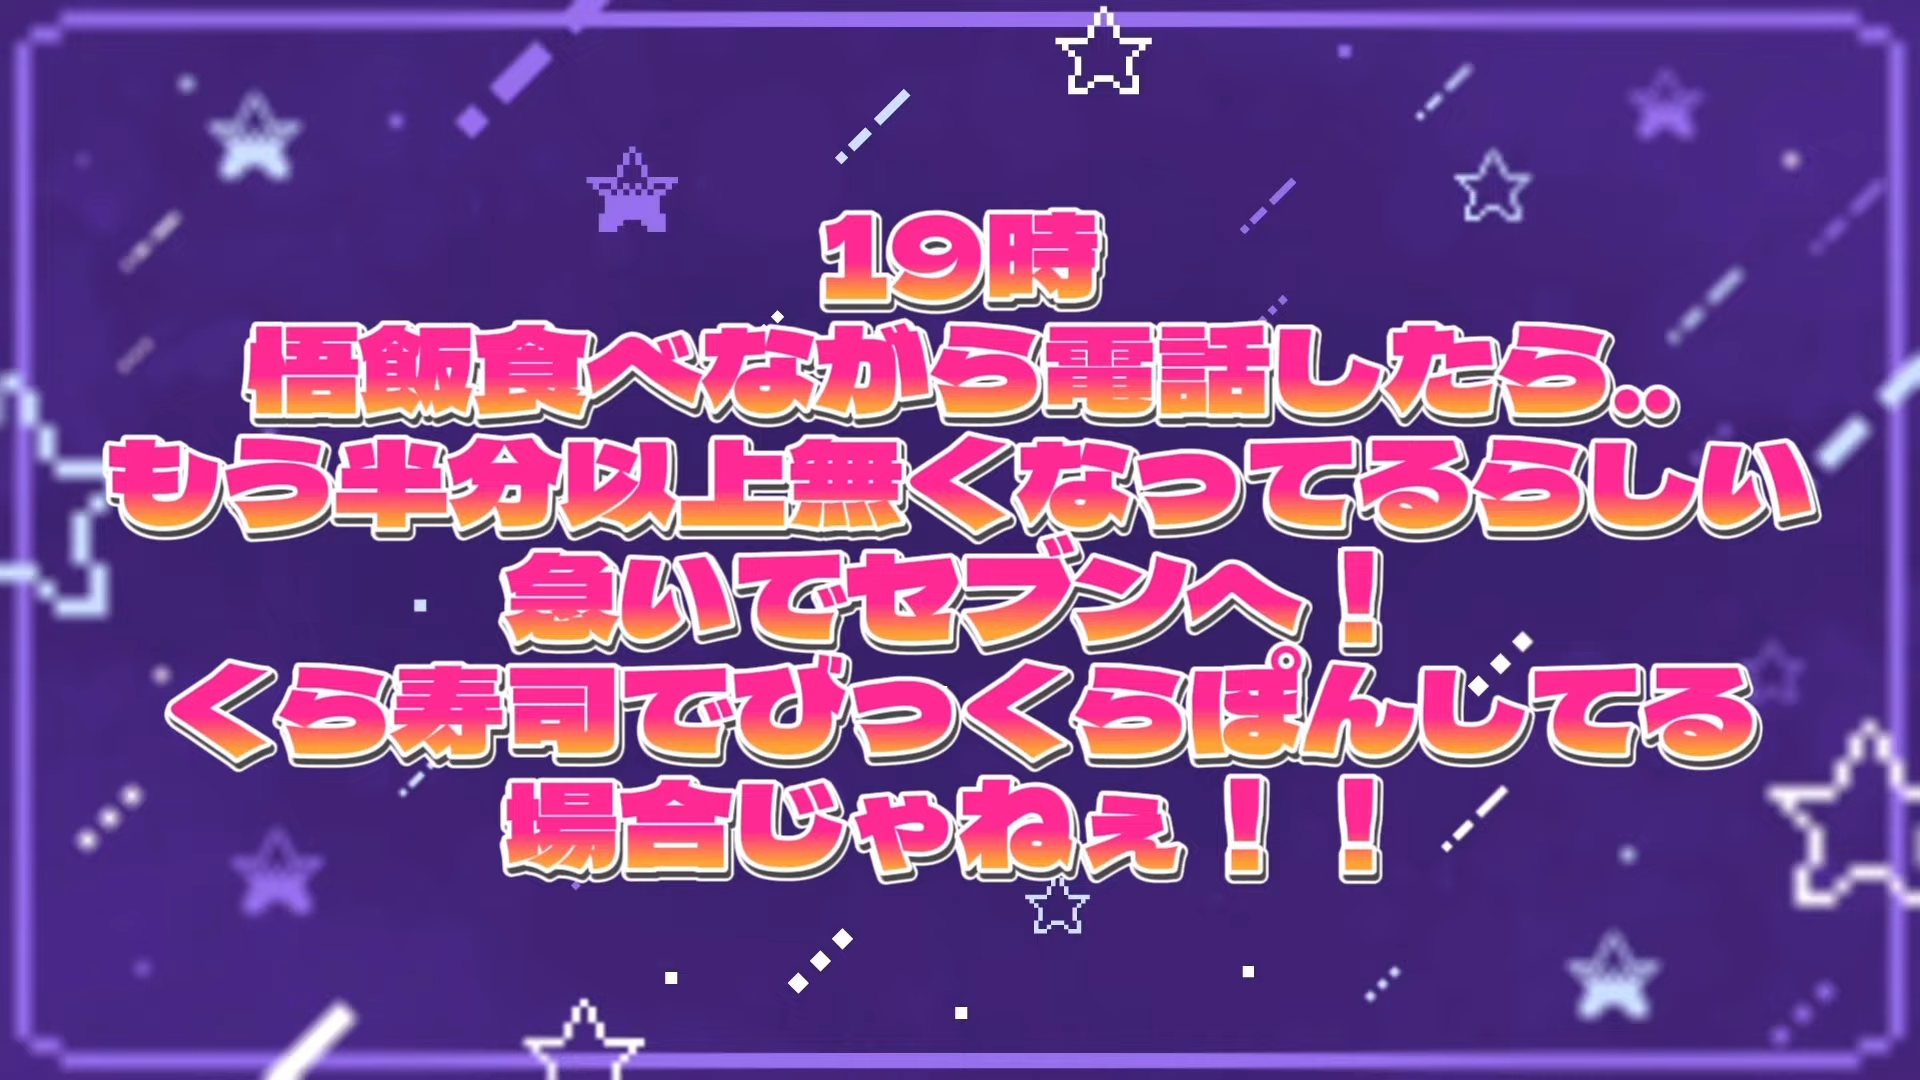 19時
悟飯食べながら電話したら..
もう半分以上無くなってるらしい
急いでセブンへ！
くら寿司でびっくらぽんしてる
場合じゃねぇ！！